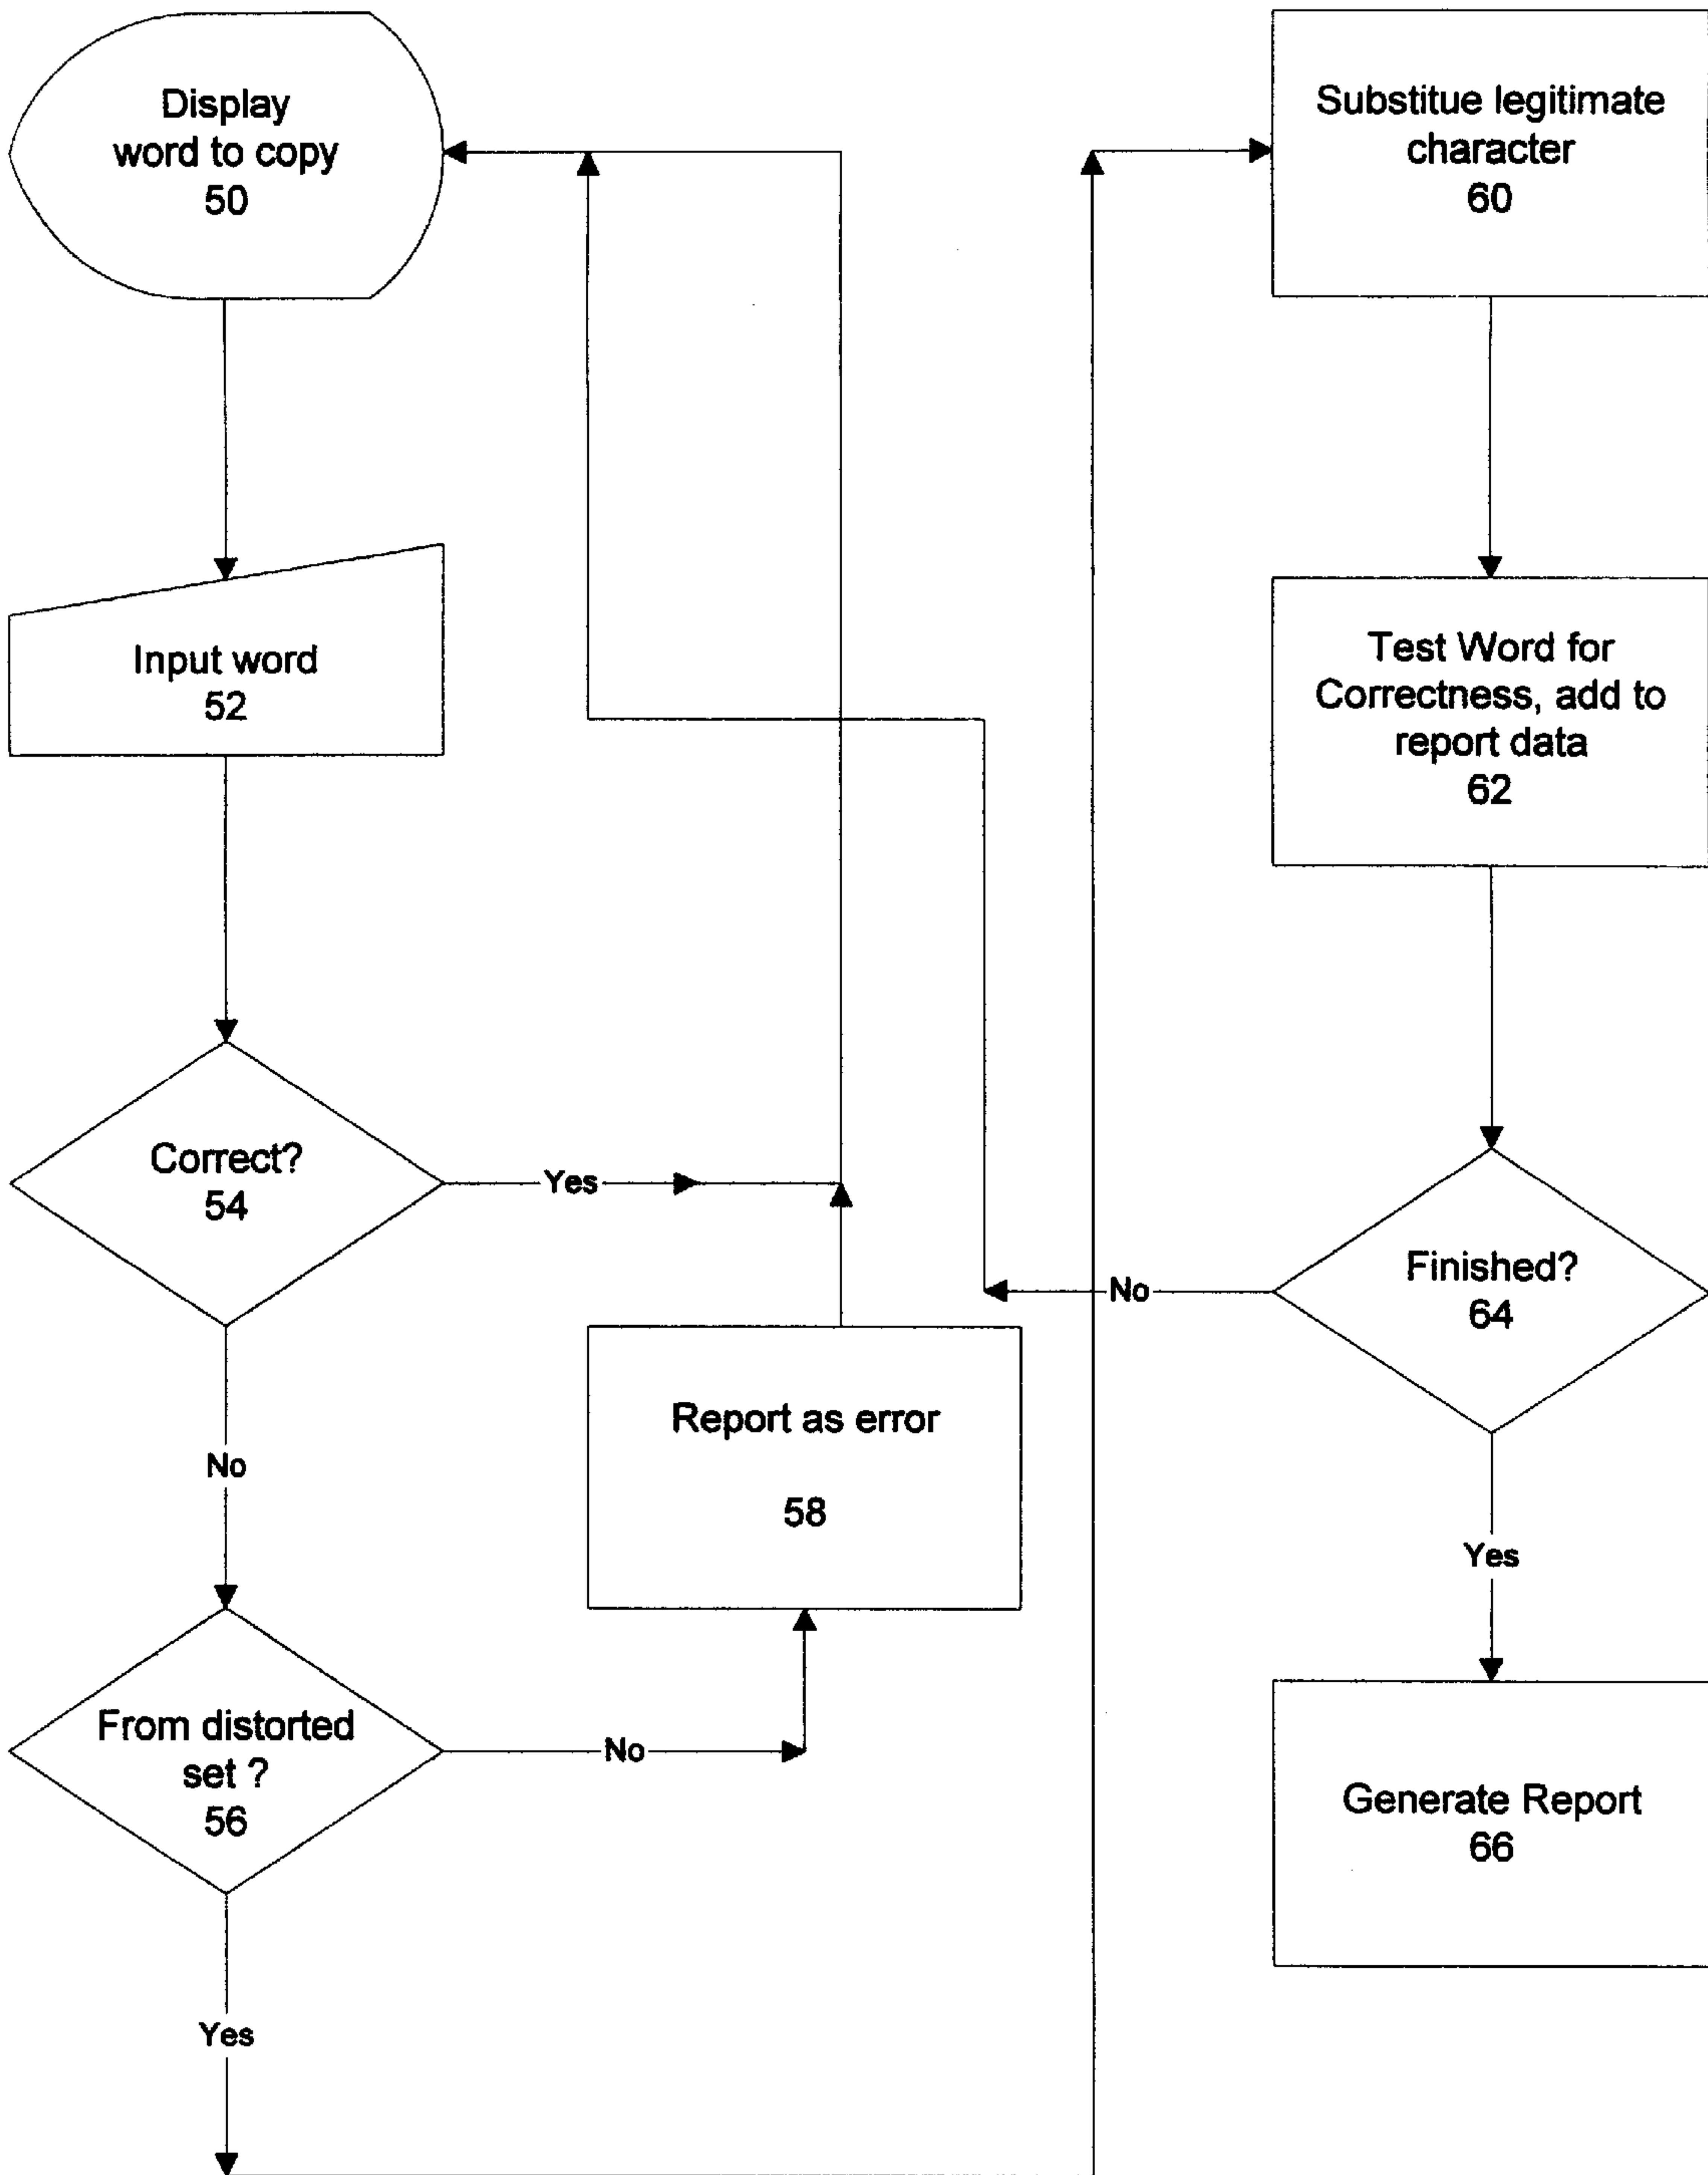 Display
word to copy
50
Input word
52
Correct?
54
Yes
No
From distorted
set ?
56
No
Yes
Report as error
58
Substitue legitimate
character
60
Test Word for
Correctness, add to
report data
62
Finished?
64
No
Yes
Generate Report
66